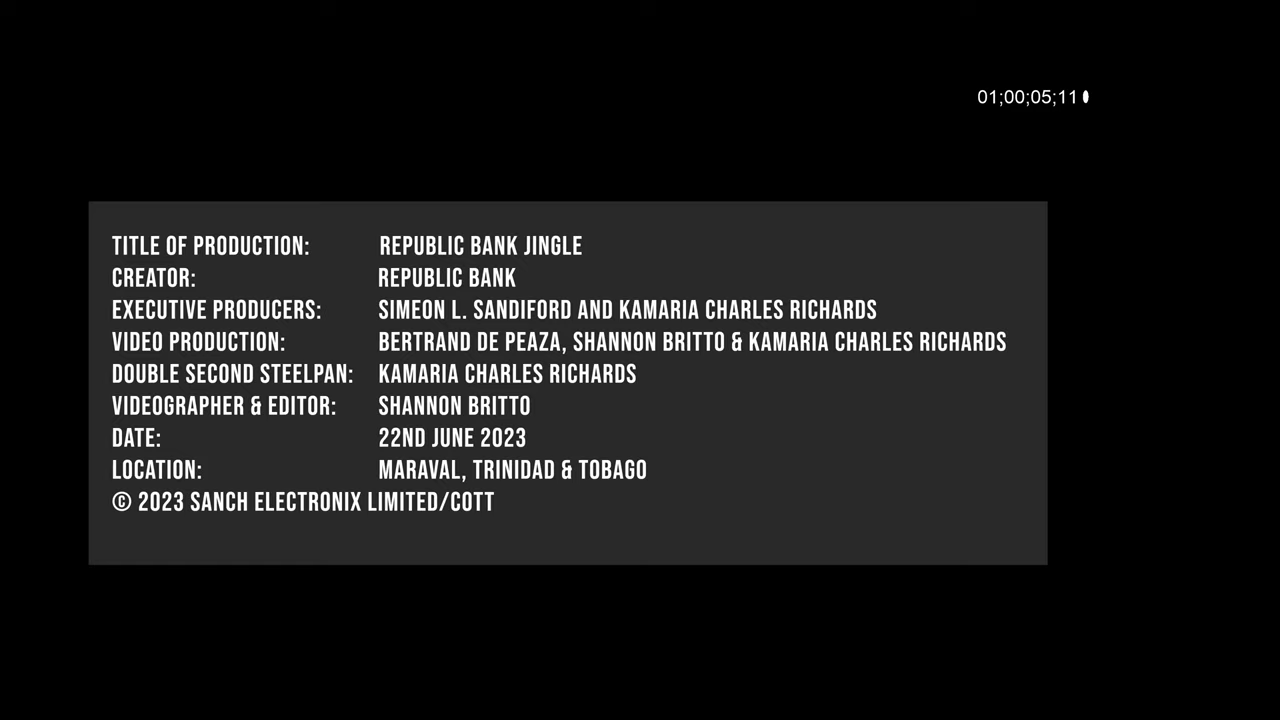 01;00;05;11
TITLE OF PRODUCTION: REPUBLIC BANK JINGLE
CREATOR: REPUBLIC BANK
EXECUTIVE PRODUCERS: SIMEON L. SANDIFORD AND KAMARIA CHARLES RICHARDS
VIDEO PRODUCTION: BERTRAND DE PEAZA, SHANNON BRITTO & KAMARIA CHARLES RICHARDS
DOUBLE SECOND STEELPAN: KAMARIA CHARLES RICHARDS
VIDEOGRAPHER & EDITOR: SHANNON BRITTO
DATE: 22ND JUNE 2023
LOCATION: MARAVAL, TRINIDAD & TOBAGO
© 2023 SANCH ELECTRONIX LIMITED/COTT